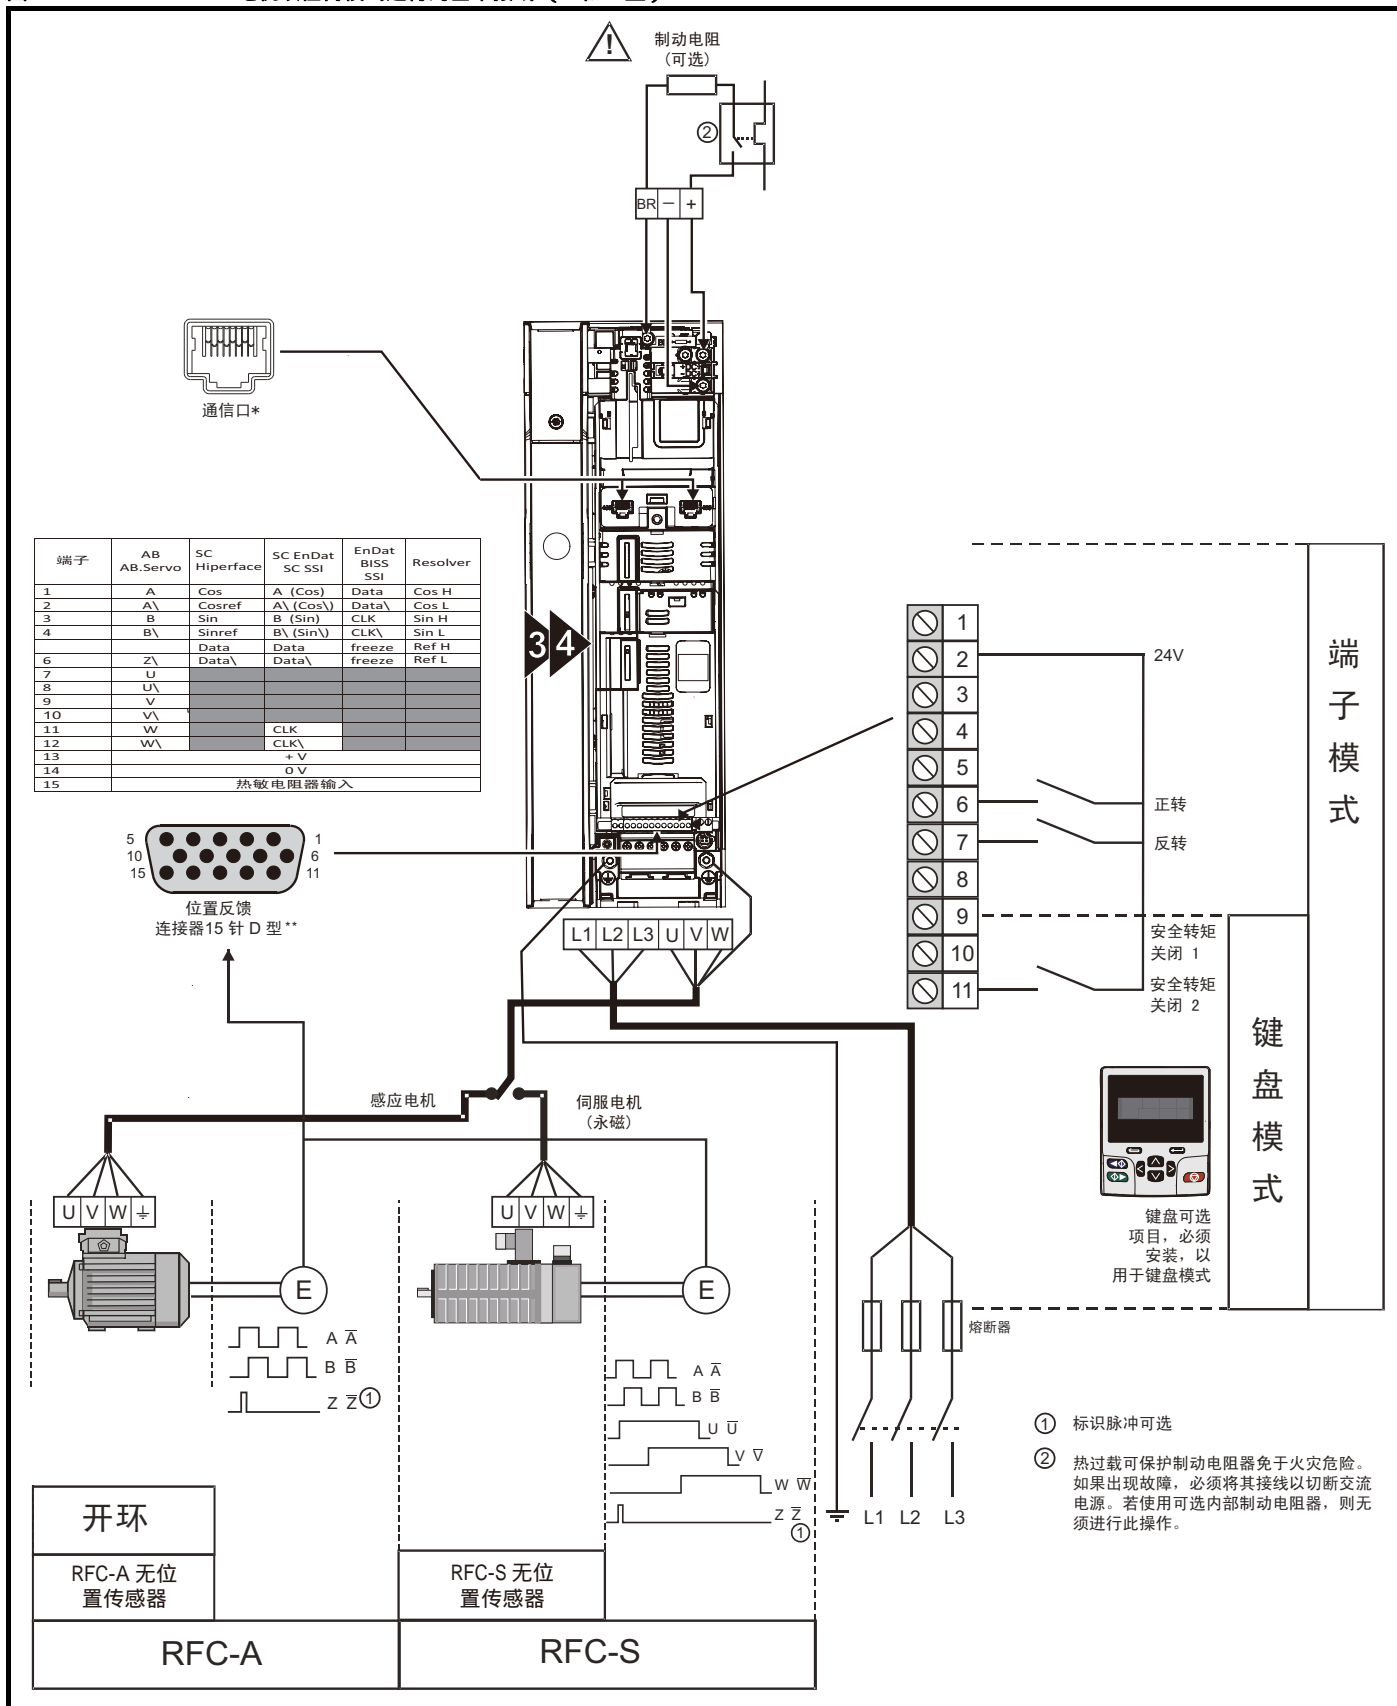 制动电阻
(可选)
②
BR − +
通信口*
端子 AB AB.Servo SC Hiperface SC EnDat SC SSI EnDat BISS SSI Resolver
1 A Cos A (Cos) Data Cos H
2 A\ Cosref A\ (Cos\) Data\ Cos L
3 B Sin B (Sin) CLK Sin H
4 B\ Sinref B\ (Sin\) CLK\ Sin L
Data Data freeze Ref H
6 Z\ Data\ Data\ freeze Ref L
7 U
8 U\
9 V
10 V\
11 W CLK
12 W\ CLK\
13 + V
14 0 V
15 热敏电阻器输入
3 4
5 1
10 6
15 11
位置反馈
连接器15 针 D 型**
L1 L2 L3 U V W
1
2 24V
3
4
5
6 正转
7 反转
8
9
安全转矩
关闭 1
10
安全转矩
关闭 2
11
端子模式
键盘模式
键盘可选
项目，必须
安装，以
用于键盘模式
感应电机
伺服电机
(永磁)
U V W
U V W
E
E
A A̅
B B̅
Z Z̅ ①
A A̅
B B̅
U U̅
V V̅
W W̅
Z Z̅
①
熔断器
L1 L2 L3
① 标识脉冲可选
② 热过载可保护制动电阻器免于火灾危险。
如果出现故障，必须将其接线以切断交流
电源。若使用可选内部制动电阻器，则无
须进行此操作。
开环
RFC-A 无位
置传感器
RFC-S 无位
置传感器
RFC-A
RFC-S